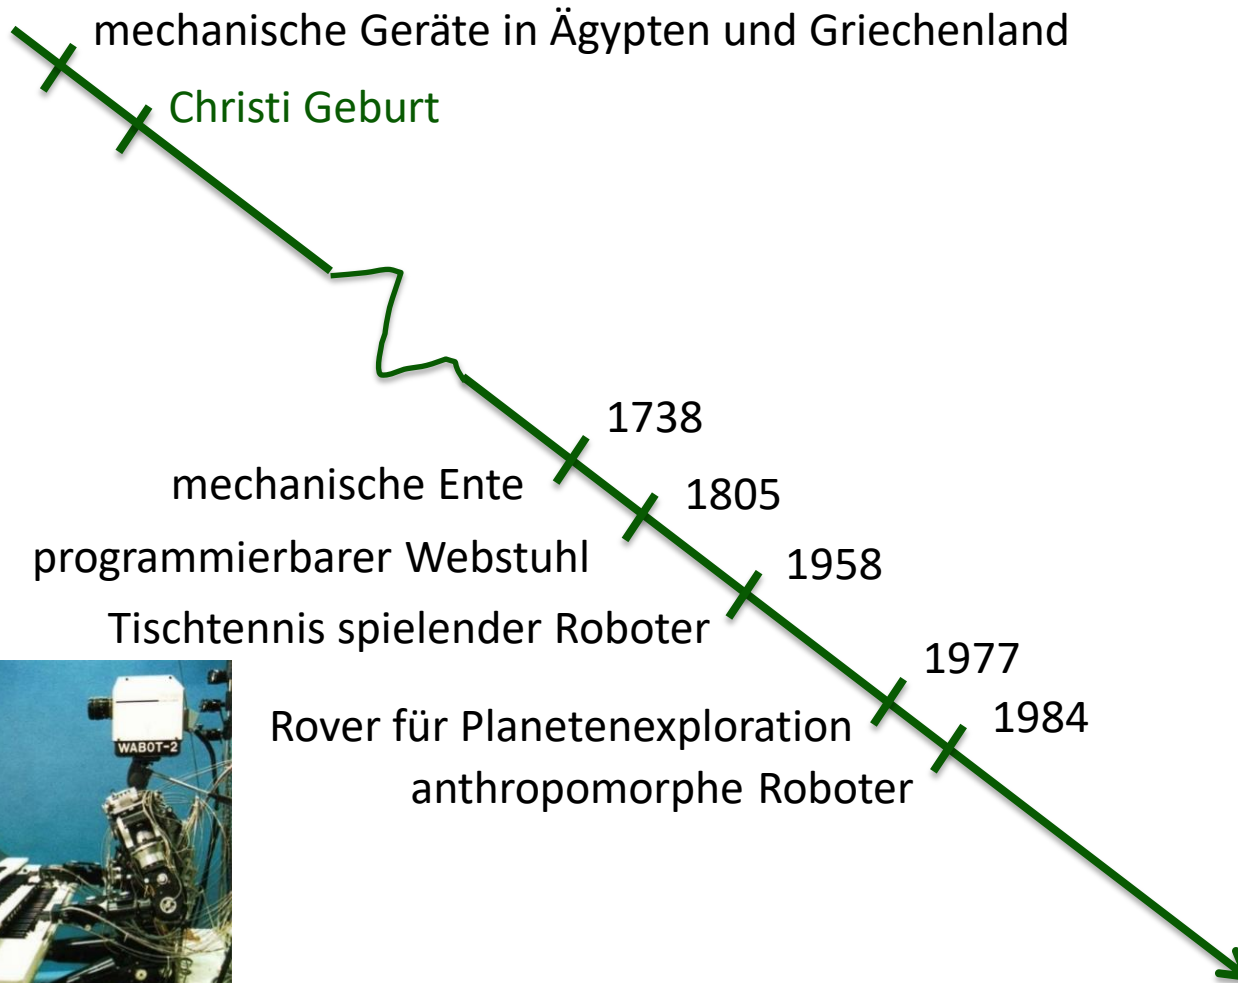 mechanische Geräte in Ägypten und Griechenland
Christi Geburt
1738
mechanische Ente
1805
programmierbarer Webstuhl
1958
Tischtennis spielender Roboter
1977
Rover für Planetenexploration
1984
anthropomorphe Roboter
WABOT-2